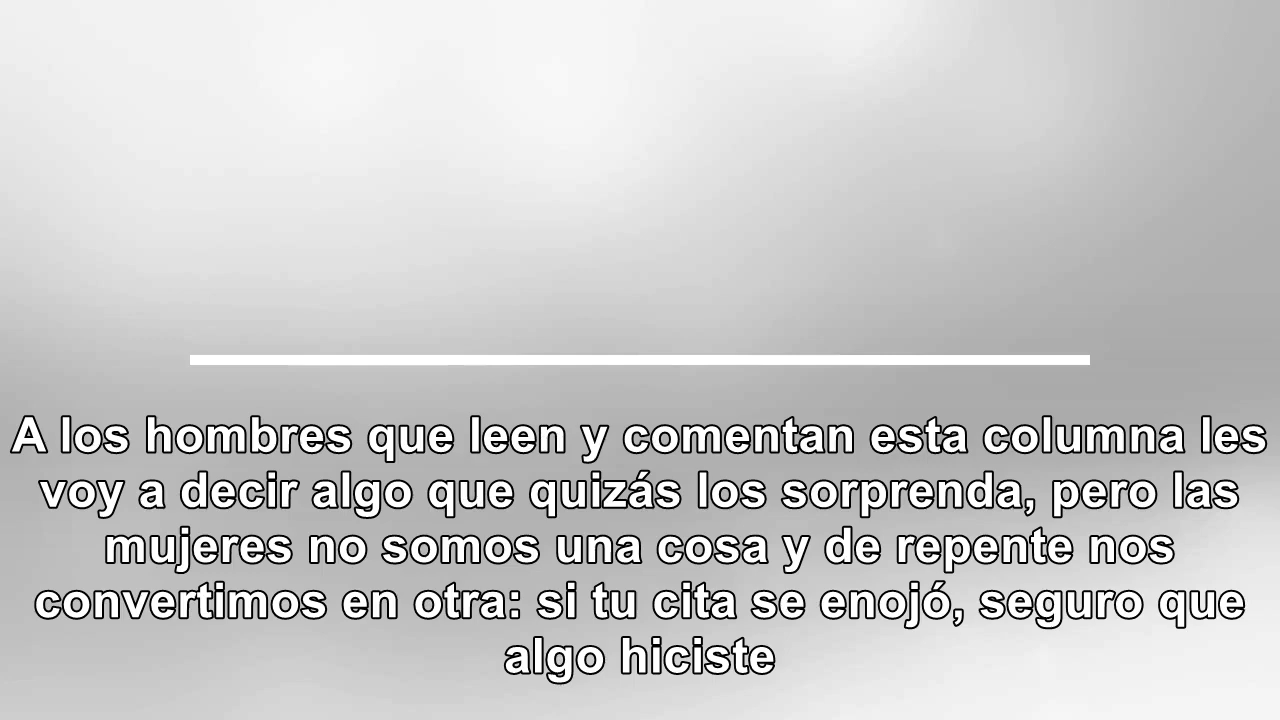 A los hombres que leen y comentan esta columna les
voy a decir algo que quizás los sorprenda, pero las
mujeres no somos una cosa y de repente nos
convertimos en otra: si tu cita se enojó, seguro que
algo hiciste